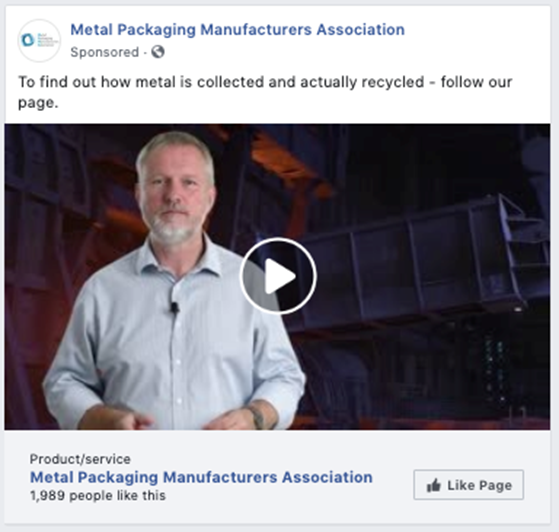 Metal Packaging Manufacturers Association
Sponsored ·
To find out how metal is collected and actually recycled - follow our
page.
Product/service
Metal Packaging Manufacturers Association
1,989 people like this
Like Page